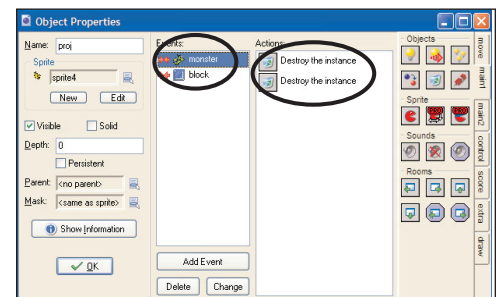 Object Properties
Name: proj
Sprite
sprite4
New Edit
Visible Solid
Depth: 0
Persistent
Parent: <no parent>
Mask: <same as sprite>
Show Information
OK
Events:
monster
block
Add Event
Delete Change
Actions:
Destroy the instance
Destroy the instance
Objects
Sprite
Sounds
Rooms
move
main1
main2
control
score
extra
draw